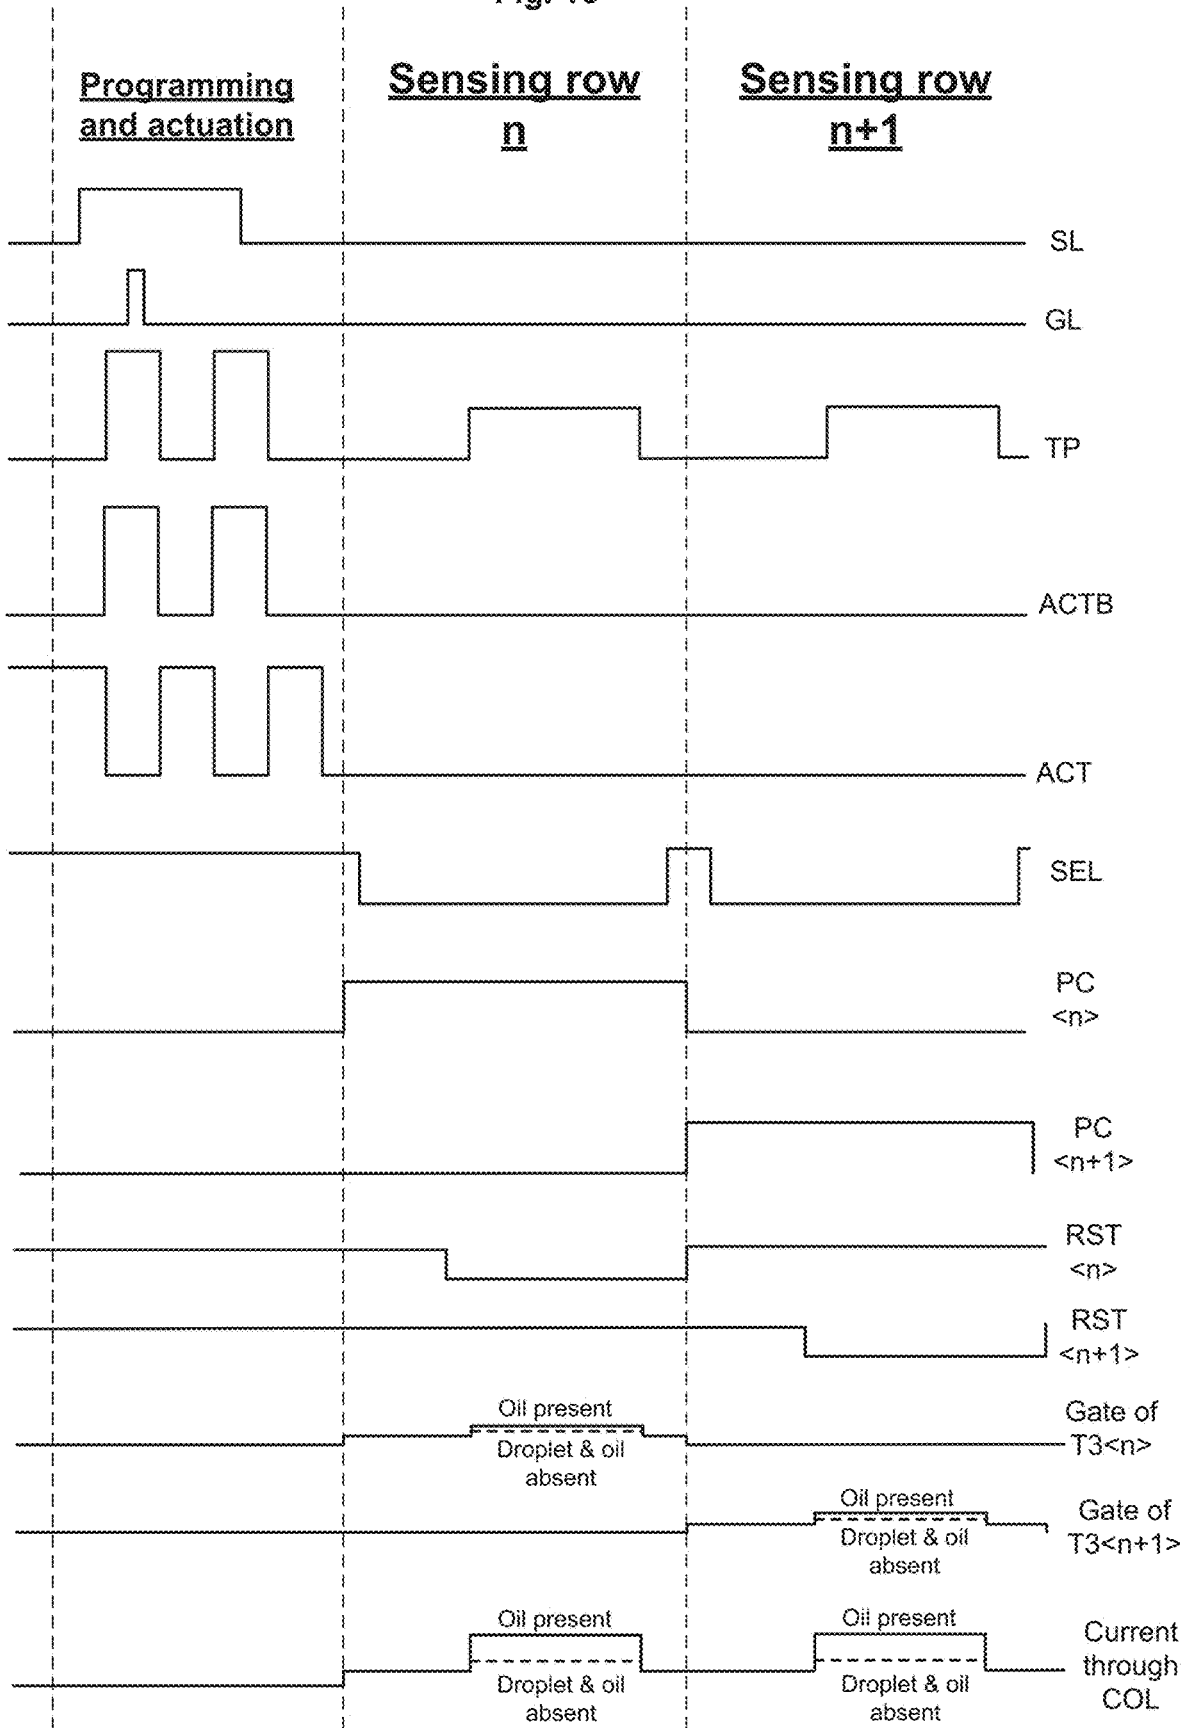 Programming
and actuation
Sensing row
n
Sensing row
n+1
SL
GL
TP
ACTB
ACT
SEL
PC
<n>
PC
<n+1>
RST
<n>
RST
<n+1>
Oil present
Droplet & oil
absent
Gate of
T3<n>
Oil present
Droplet & oil
absent
Gate of
T3<n+1>
Oil present
Droplet & oil
absent
Oil present
Droplet & oil
absent
Current
through
COL